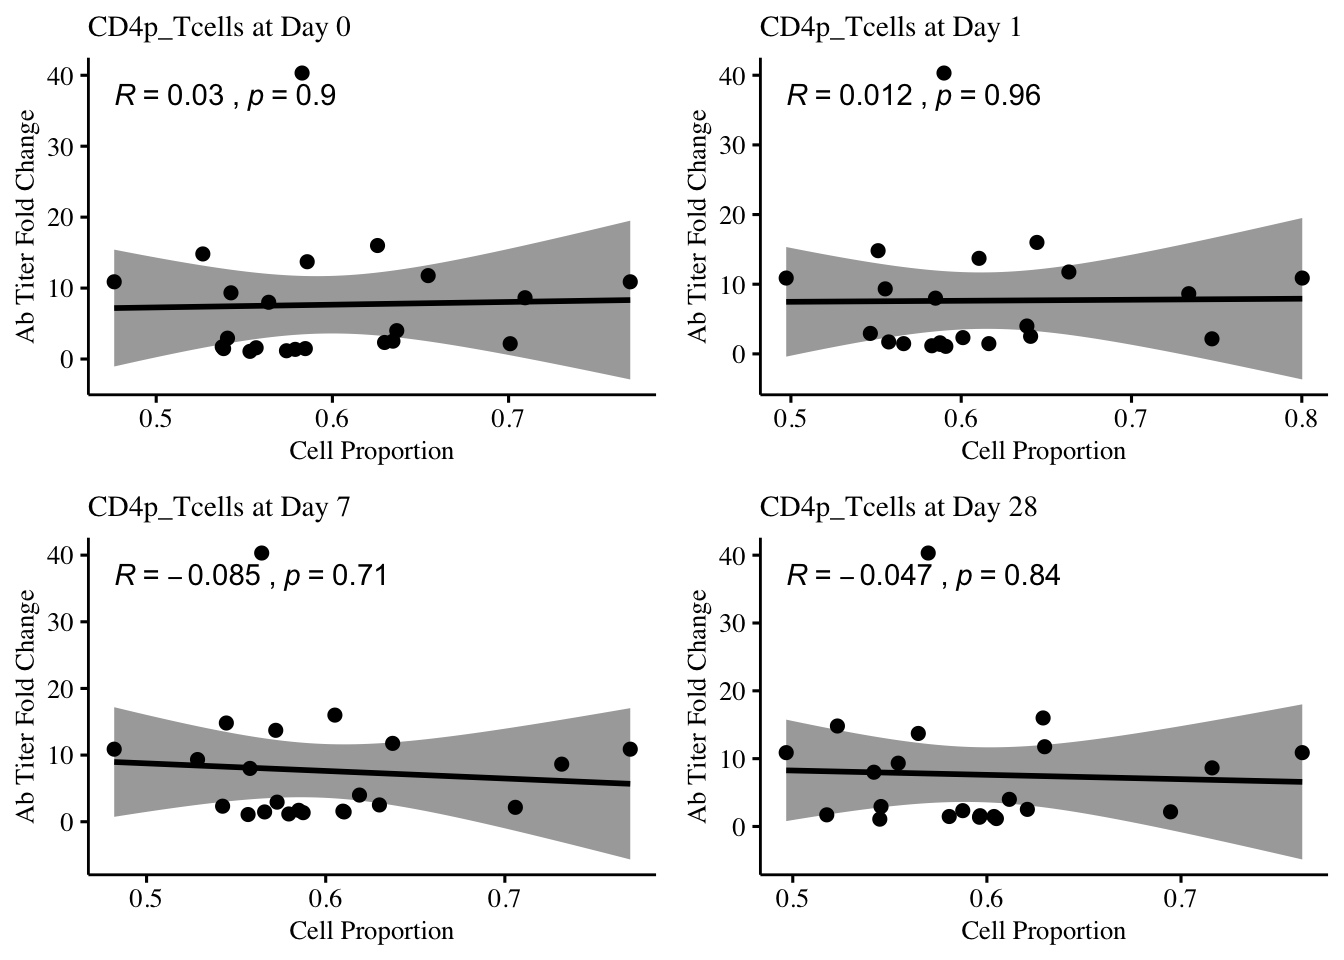 CD4p_Tcells at Day 0
R = 0.03 , p = 0.9
Ab Titer Fold Change
40
30
20
10
0
0.5 0.6 0.7
Cell Proportion
CD4p_Tcells at Day 1
R = 0.012 , p = 0.96
Ab Titer Fold Change
40
30
20
10
0
0.5 0.6 0.7 0.8
Cell Proportion
CD4p_Tcells at Day 7
R = −0.085 , p = 0.71
Ab Titer Fold Change
40
30
20
10
0
0.5 0.6 0.7
Cell Proportion
CD4p_Tcells at Day 28
R = −0.047 , p = 0.84
Ab Titer Fold Change
40
30
20
10
0
0.5 0.6 0.7
Cell Proportion